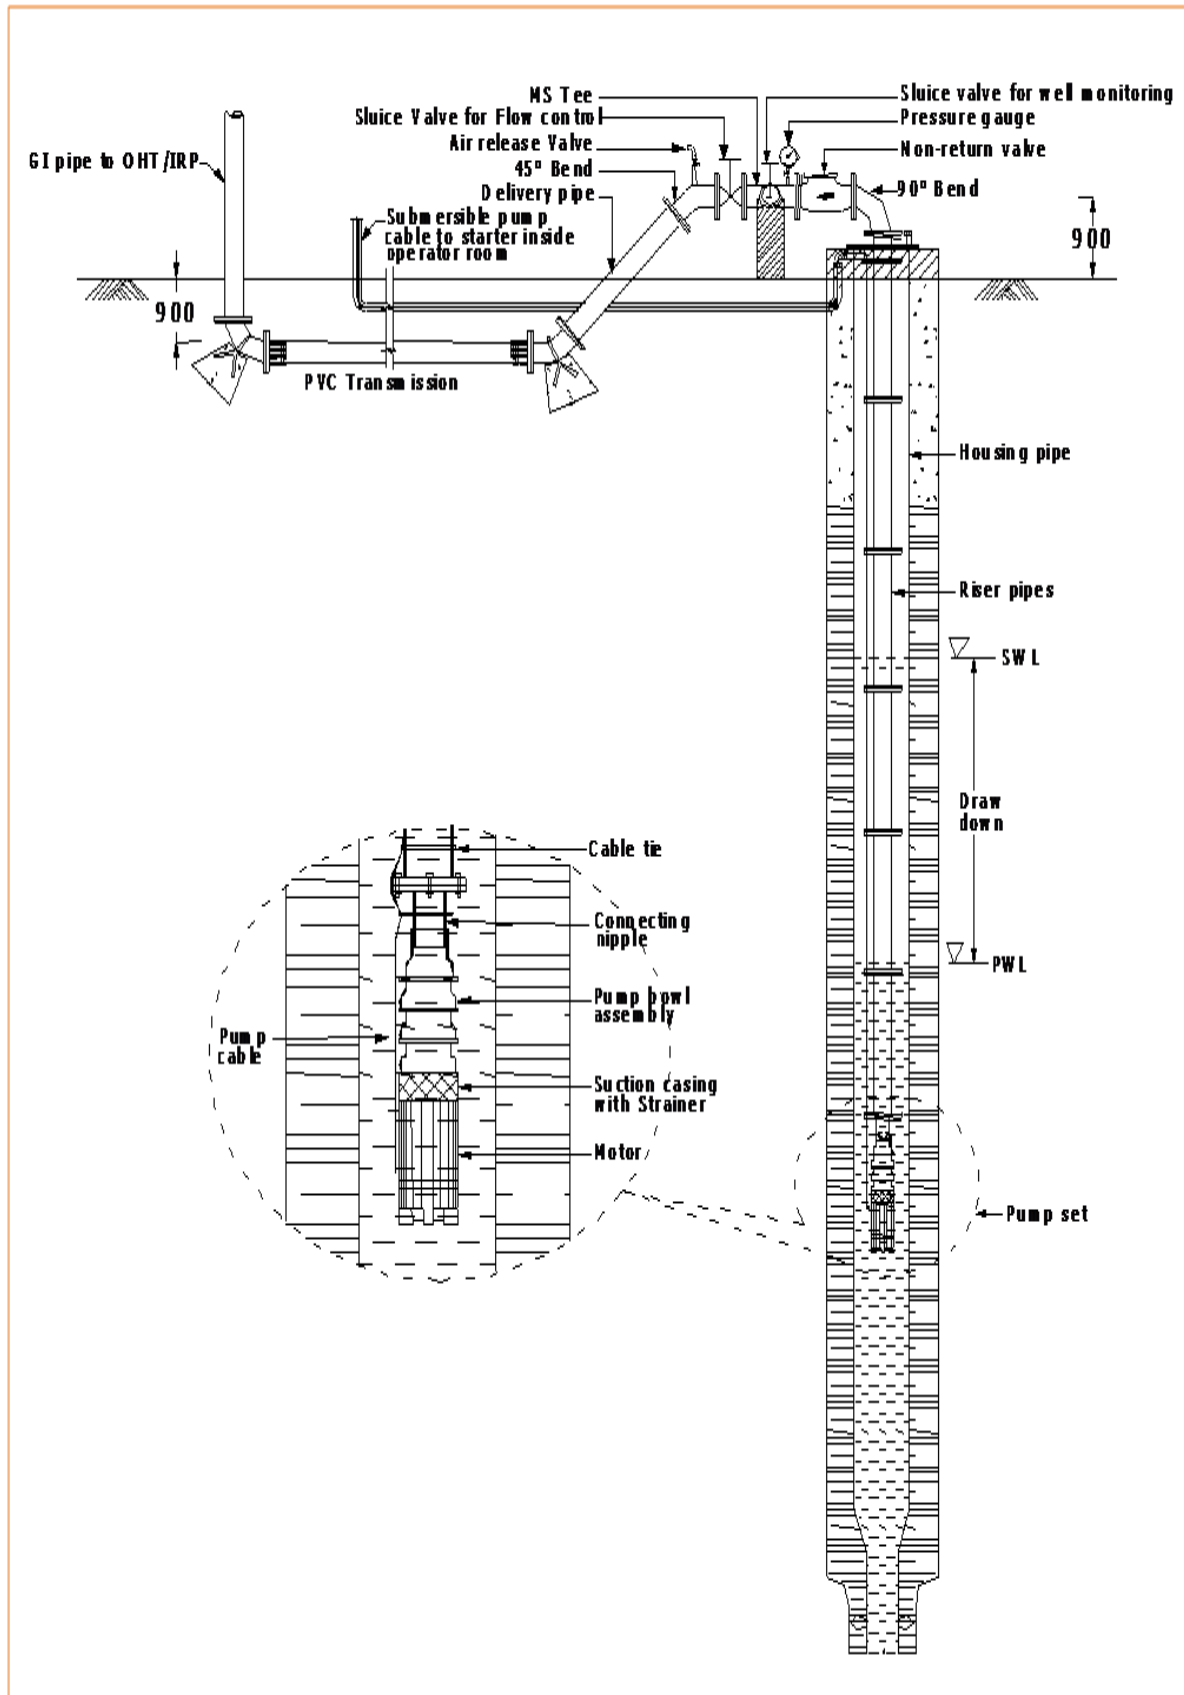 MS Tee
Sluice Valve for Flow control
Air release Valve
45° Bend
Delivery pipe
Sluice valve for well monitoring
Pressure gauge
Non-return valve
90° Bend
GI pipe to OHT/IRP
Submersible pump
cable to starter inside
operator room
900
900
PVC Transmission
Housing pipe
Riser pipes
SWL
Draw
down
PWL
Cable tie
Connecting
nipple
Pump bowl
assembly
Pump
cable
Suction casing
with Strainer
Motor
Pump set